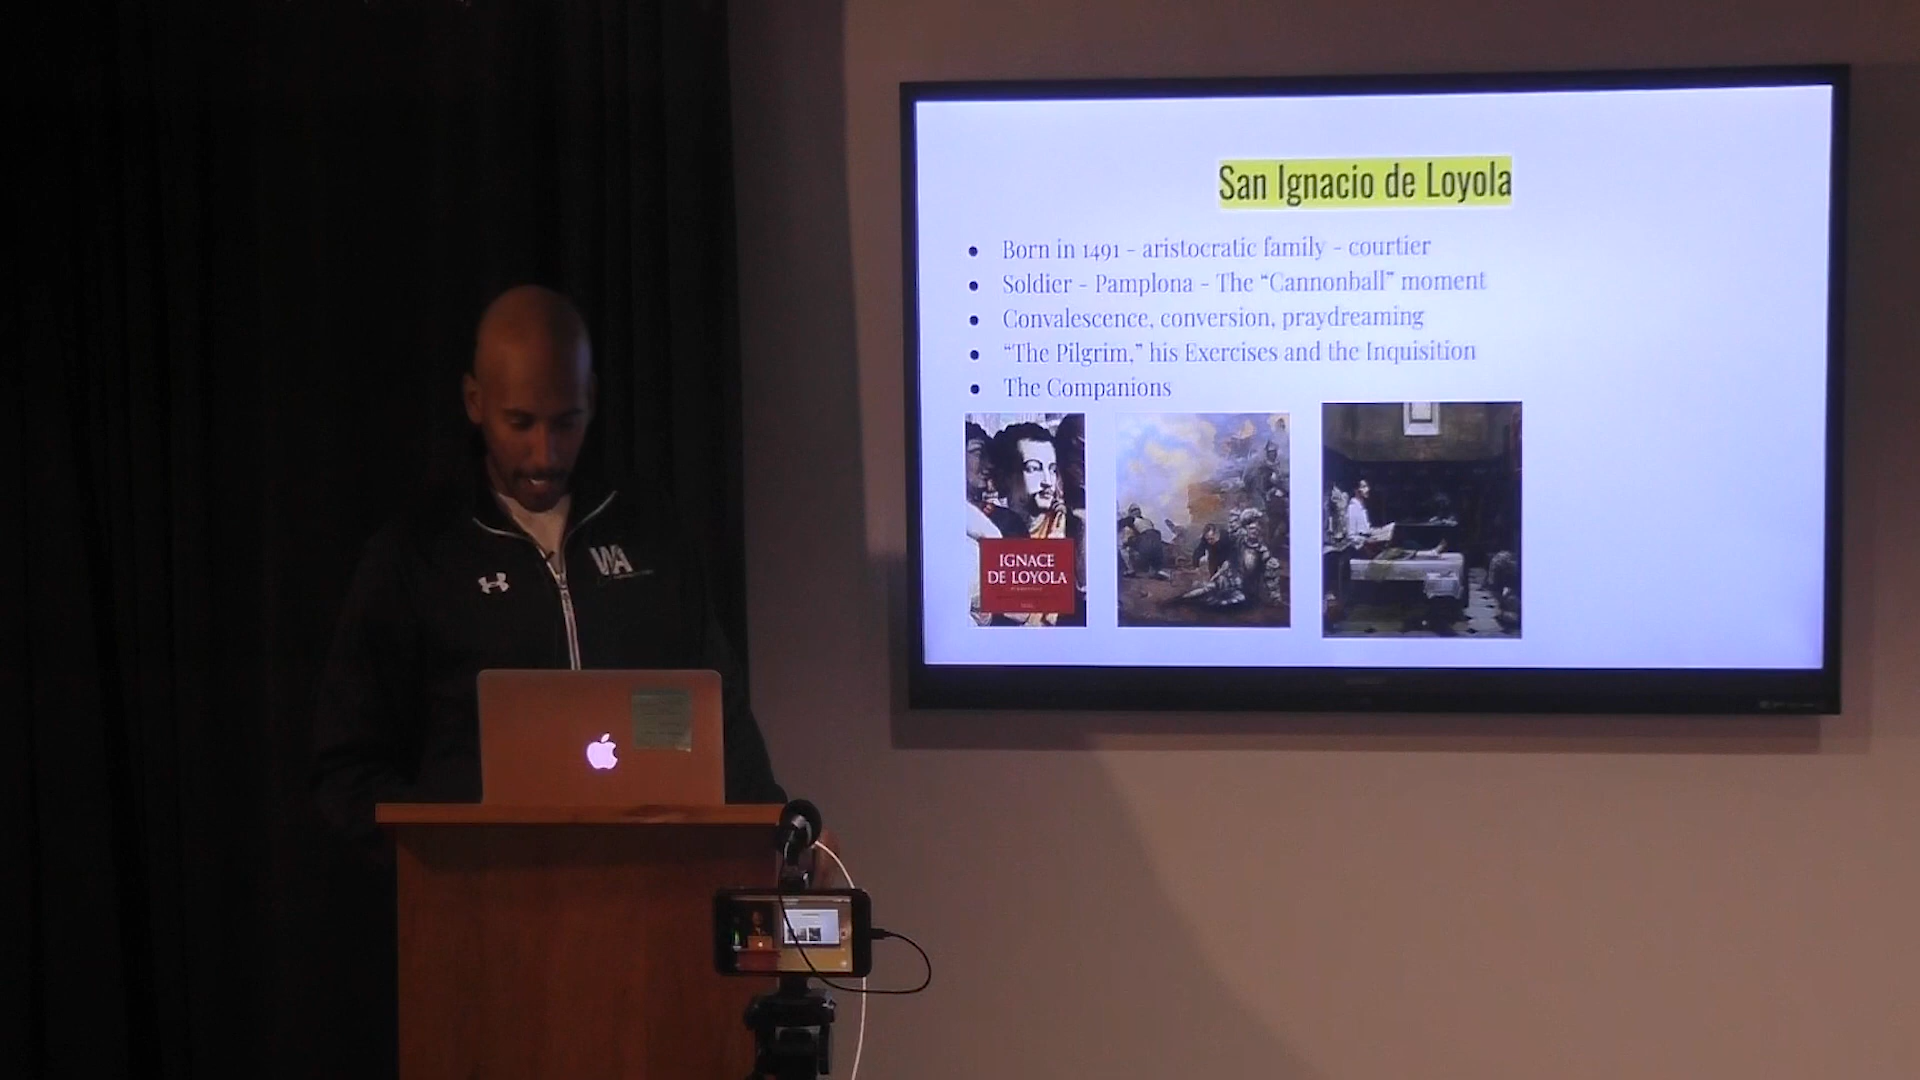 San Ignacio de Loyola
Born in 1491 - aristocratic family - courtier
Soldier - Pamplona - The “Cannonball” moment
Convalescence, conversion, praydreaming
“The Pilgrim,” his Exercises and the Inquisition
The Companions
IGNACE
DE LOYOLA
WA